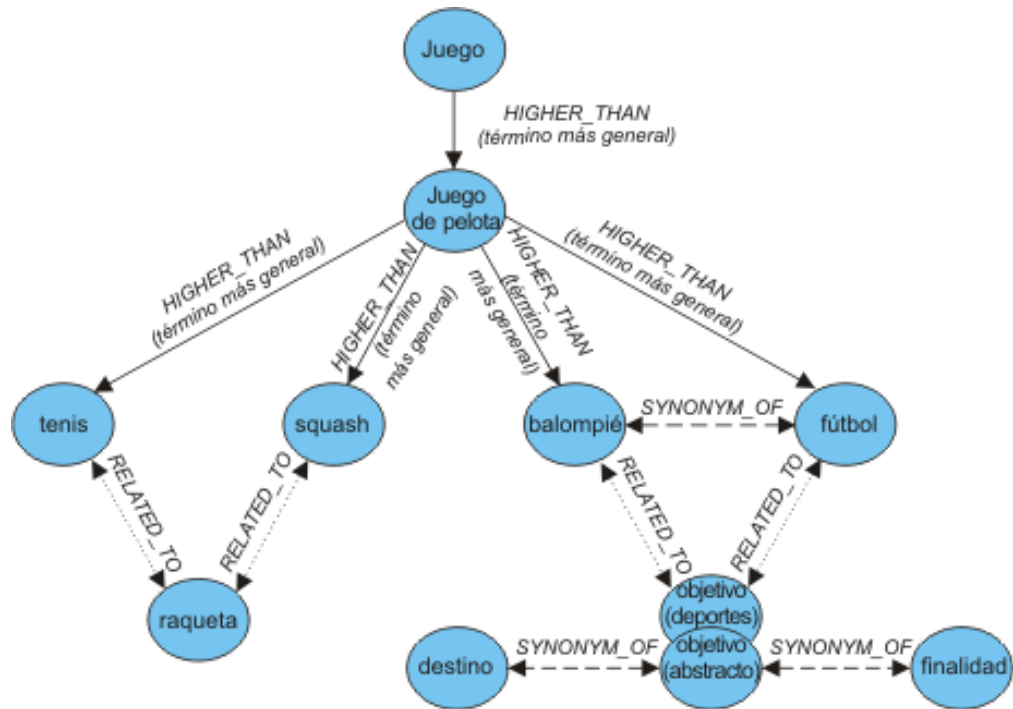 Juego
HIGHER_THAN
(término más general)
Juego
de pelota
HIGHER_THAN
(término más general)
HIGHER_THAN
(término
más general)
HIGHER_THAN
(término
más general)
HIGHER_THAN
(término más general)
tenis
squash
balompié
SYNONYM_OF
fútbol
RELATED_TO
RELATED_TO
RELATED_TO
RELATED_TO
raqueta
objetivo
(deportes)
destino
SYNONYM_OF
objetivo
(abstracto)
SYNONYM_OF
finalidad